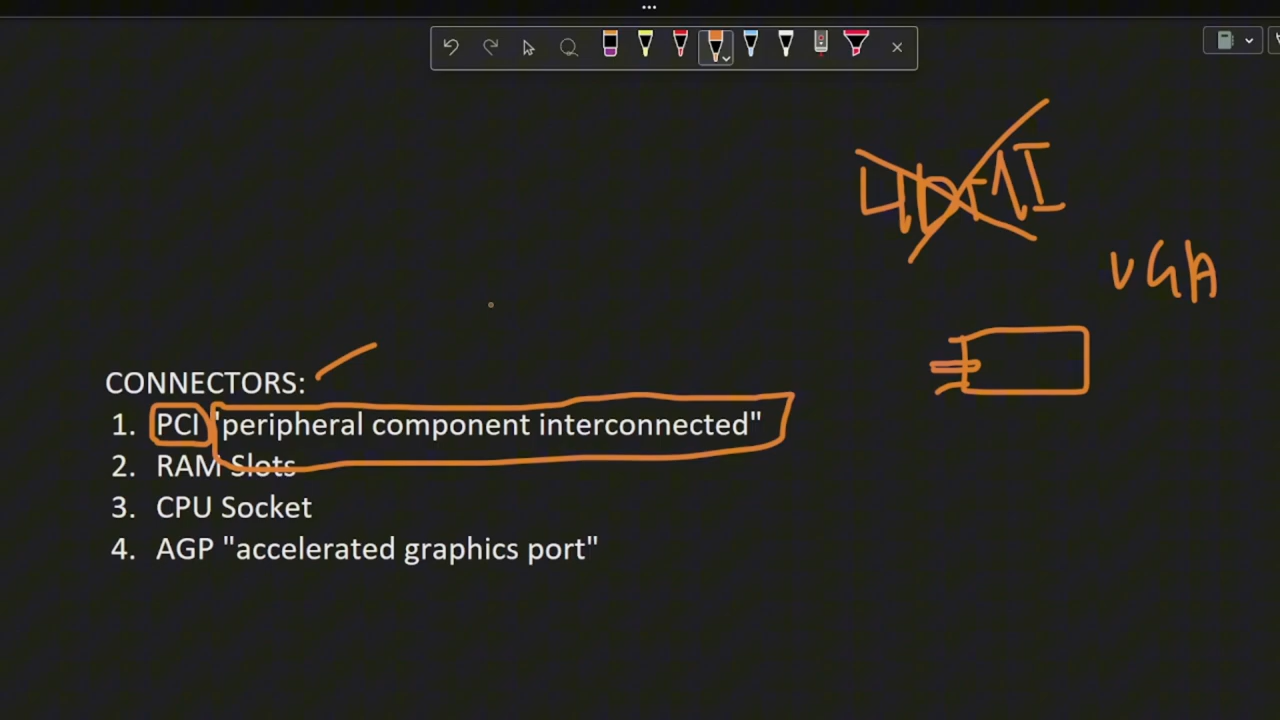 HDMI
VGA
CONNECTORS:
1. PCI "peripheral component interconnected"
2. RAM Slots
3. CPU Socket
4. AGP "accelerated graphics port"